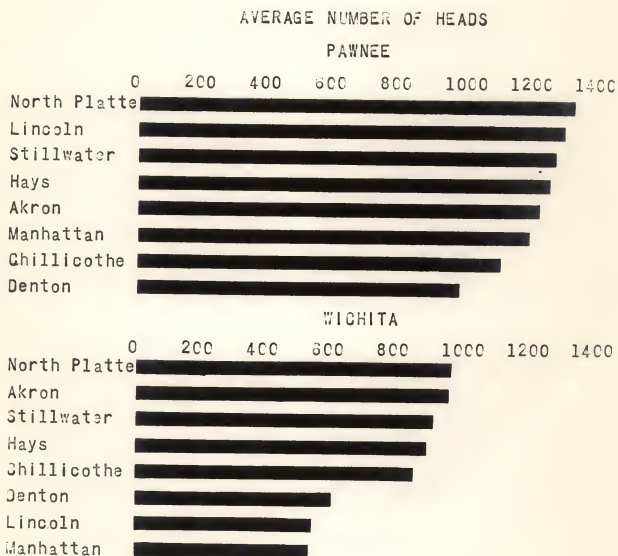 AVERAGE NUMBER OF HEADS
PAWNEE
0 200 400 600 800 1000 1200 1400
North Platte
Lincoln
Stillwater
Hays
Akron
Manhattan
Chillicothe
Denton
WICHITA
0 200 400 600 800 1000 1200 1400
North Platte
Akron
Stillwater
Hays
Chillicothe
Denton
Lincoln
Manhattan